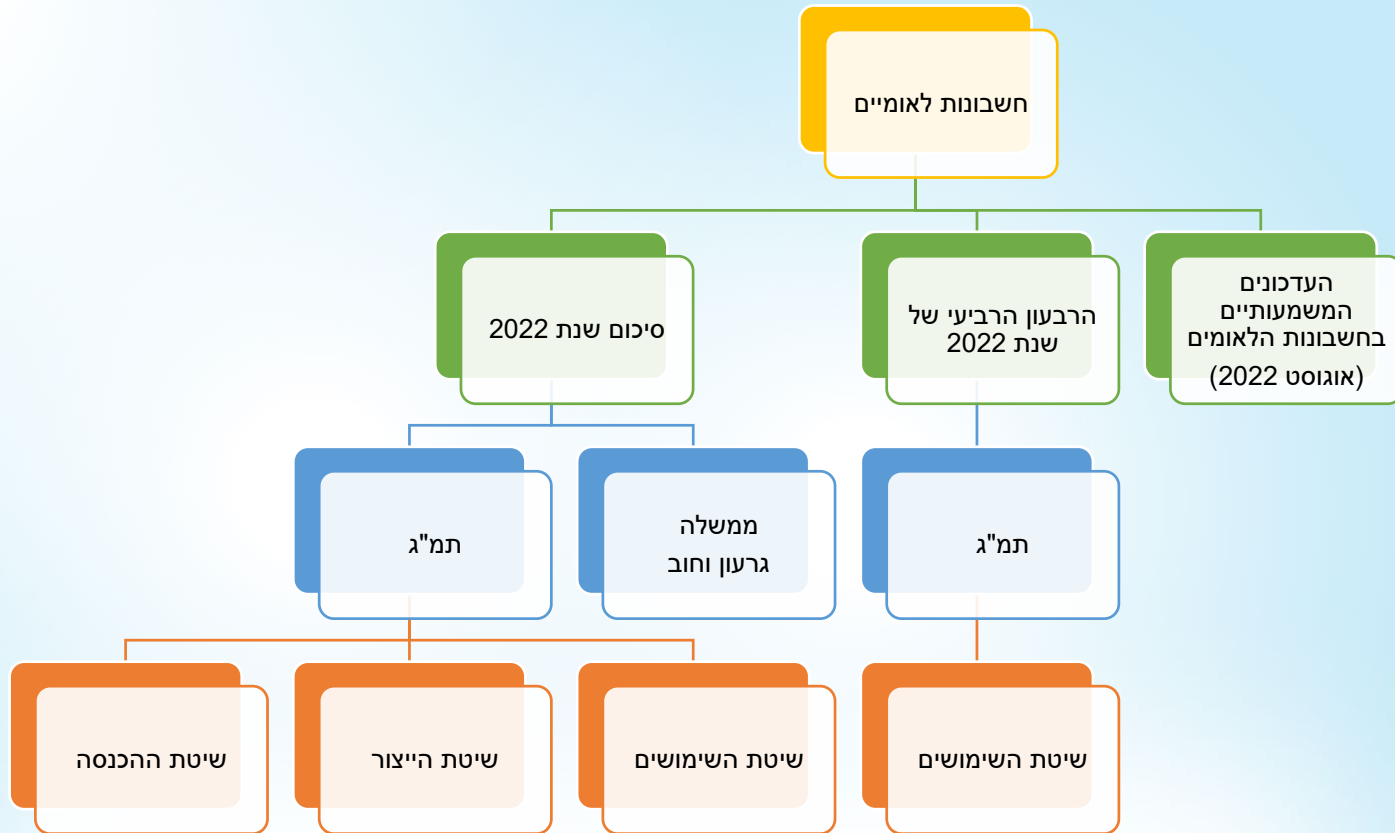 חשבונות לאומיים
העדכונים
המשמעותיים
בחשבונות הלאומים
(אוגוסט 2022)
הרבעון הרביעי של
שנת 2022
סיכום שנת 2022
תמ"ג
ממשלה
גרעון וחוב
תמ"ג
שיטת השימושים
שיטת השימושים
שיטת הייצור
שיטת ההכנסה